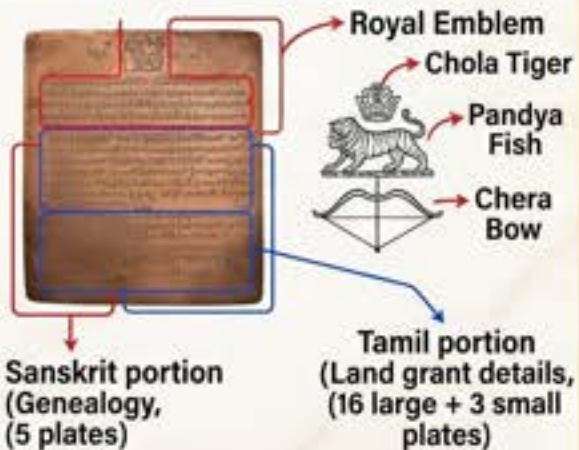 Royal Emblem
Chola Tiger
Pandya
Fish
Chera
Bow
Sanskrit portion
(Genealogy,
(5 plates)
Tamil portion
(Land grant details,
(16 large + 3 small
plates)